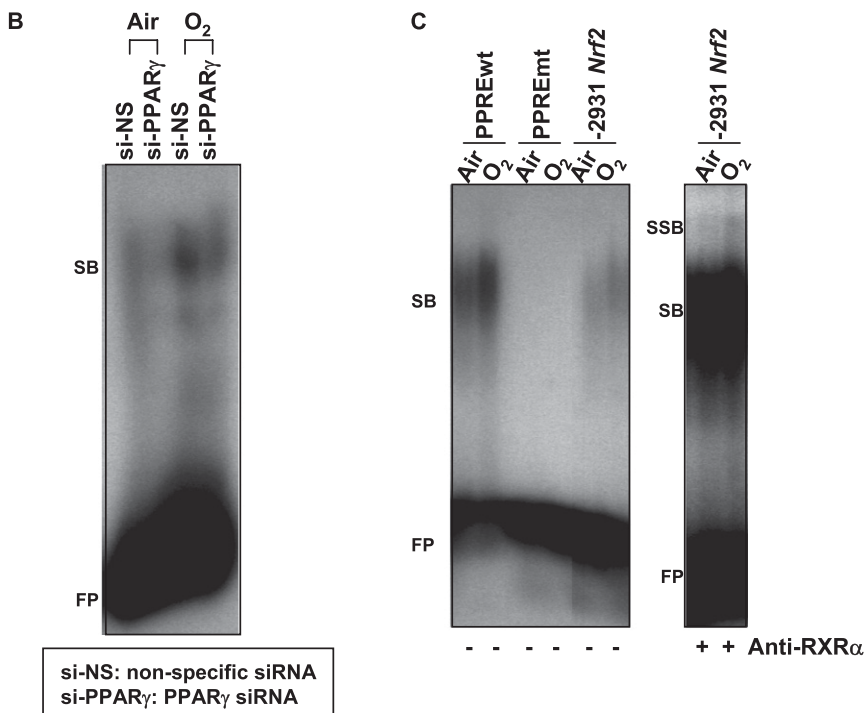 B
Air O2
si-NS
si-PPARγ
si-NS
si-PPARγ
SB
FP
si-NS: non-specific siRNA
si-PPARγ: PPARγ siRNA
C
PPREwt
PPREmt
-2931 Nrf2
-2931 Nrf2
Air O2 Air O2 Air O2
Air O2
SB
FP
SSB
SB
FP
- - - - - -
+ + Anti-RXRα